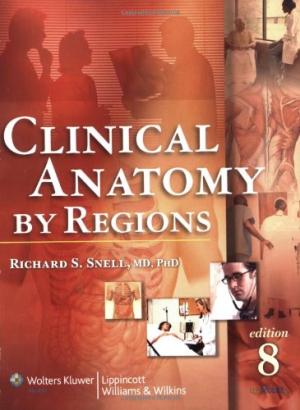 CLINICAL
ANATOMY
BY REGIONS
RICHARD S. SNELL, MD, PhD
edition
8
Wolters Kluwer
Lippincott
Williams & Wilkins